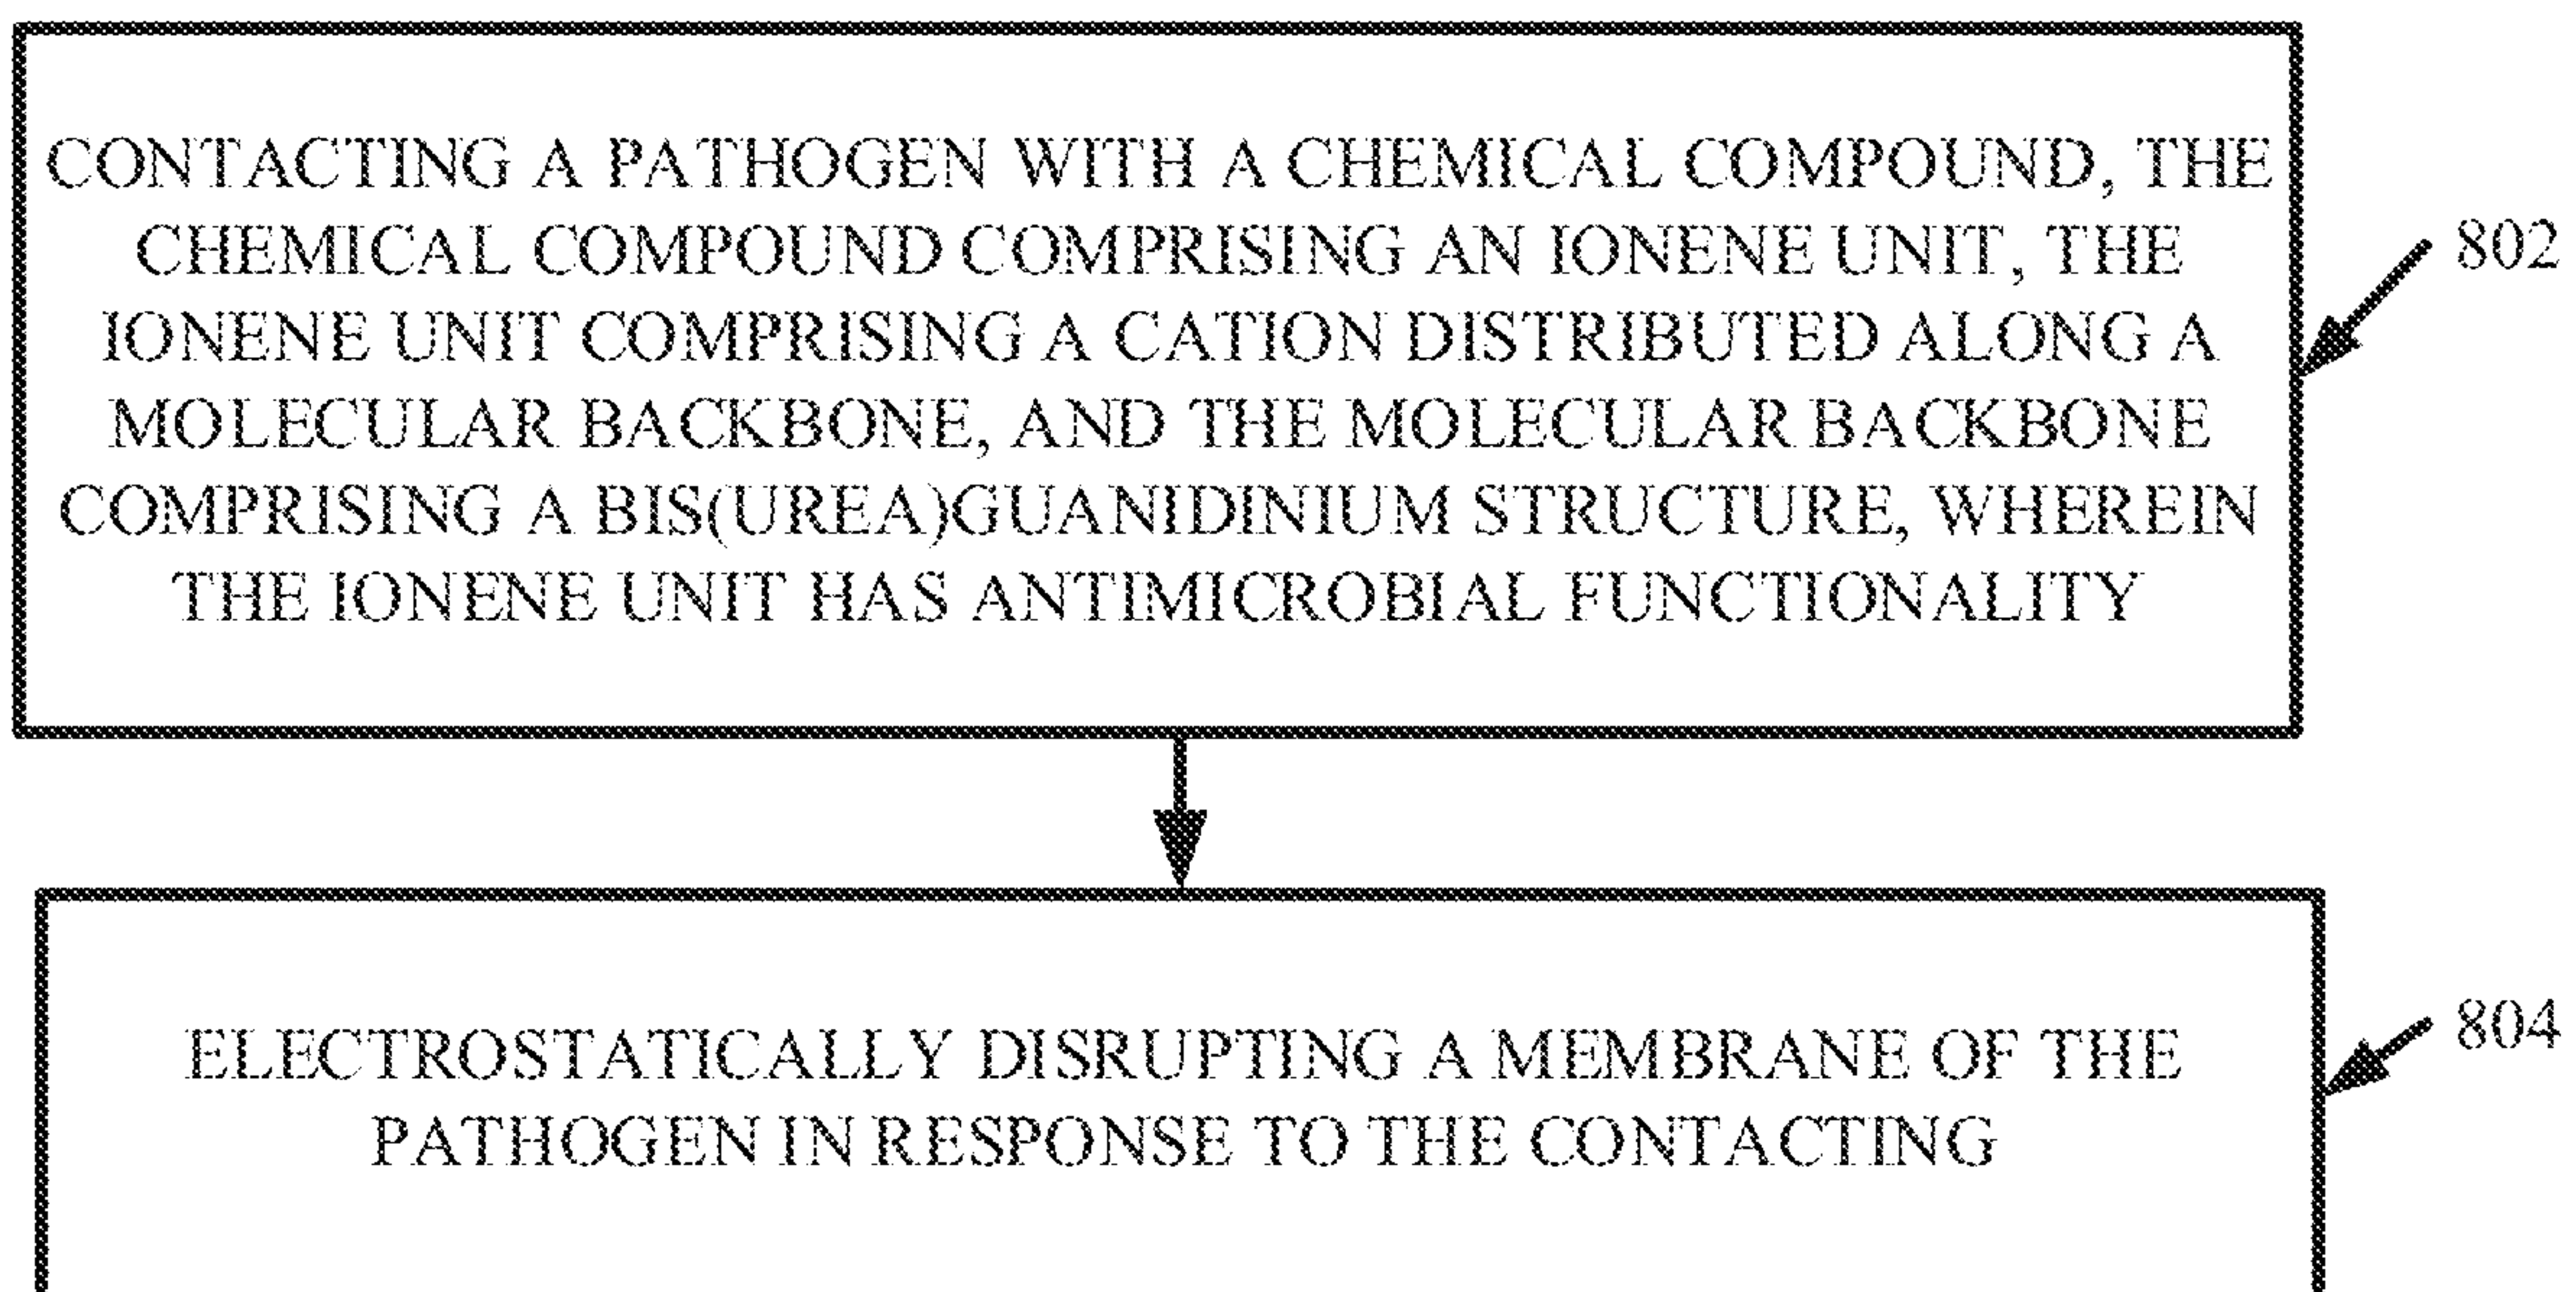 CONTACTING A PATHOGEN WITH A CHEMICAL COMPOUND, THE
CHEMICAL COMPOUND COMPRISING AN IONENE UNIT, THE
IONENE UNIT COMPRISING A CATION DISTRIBUTED ALONG A
MOLECULAR BACKBONE, AND THE MOLECULAR BACKBONE
COMPRISING A BIS(UREA)GUANIDINIUM STRUCTURE, WHEREIN
THE IONENE UNIT HAS ANTIMICROBIAL FUNCTIONALITY
802
ELECTROSTATICALLY DISRUPTING A MEMBRANE OF THE
PATHOGEN IN RESPONSE TO THE CONTACTING
804